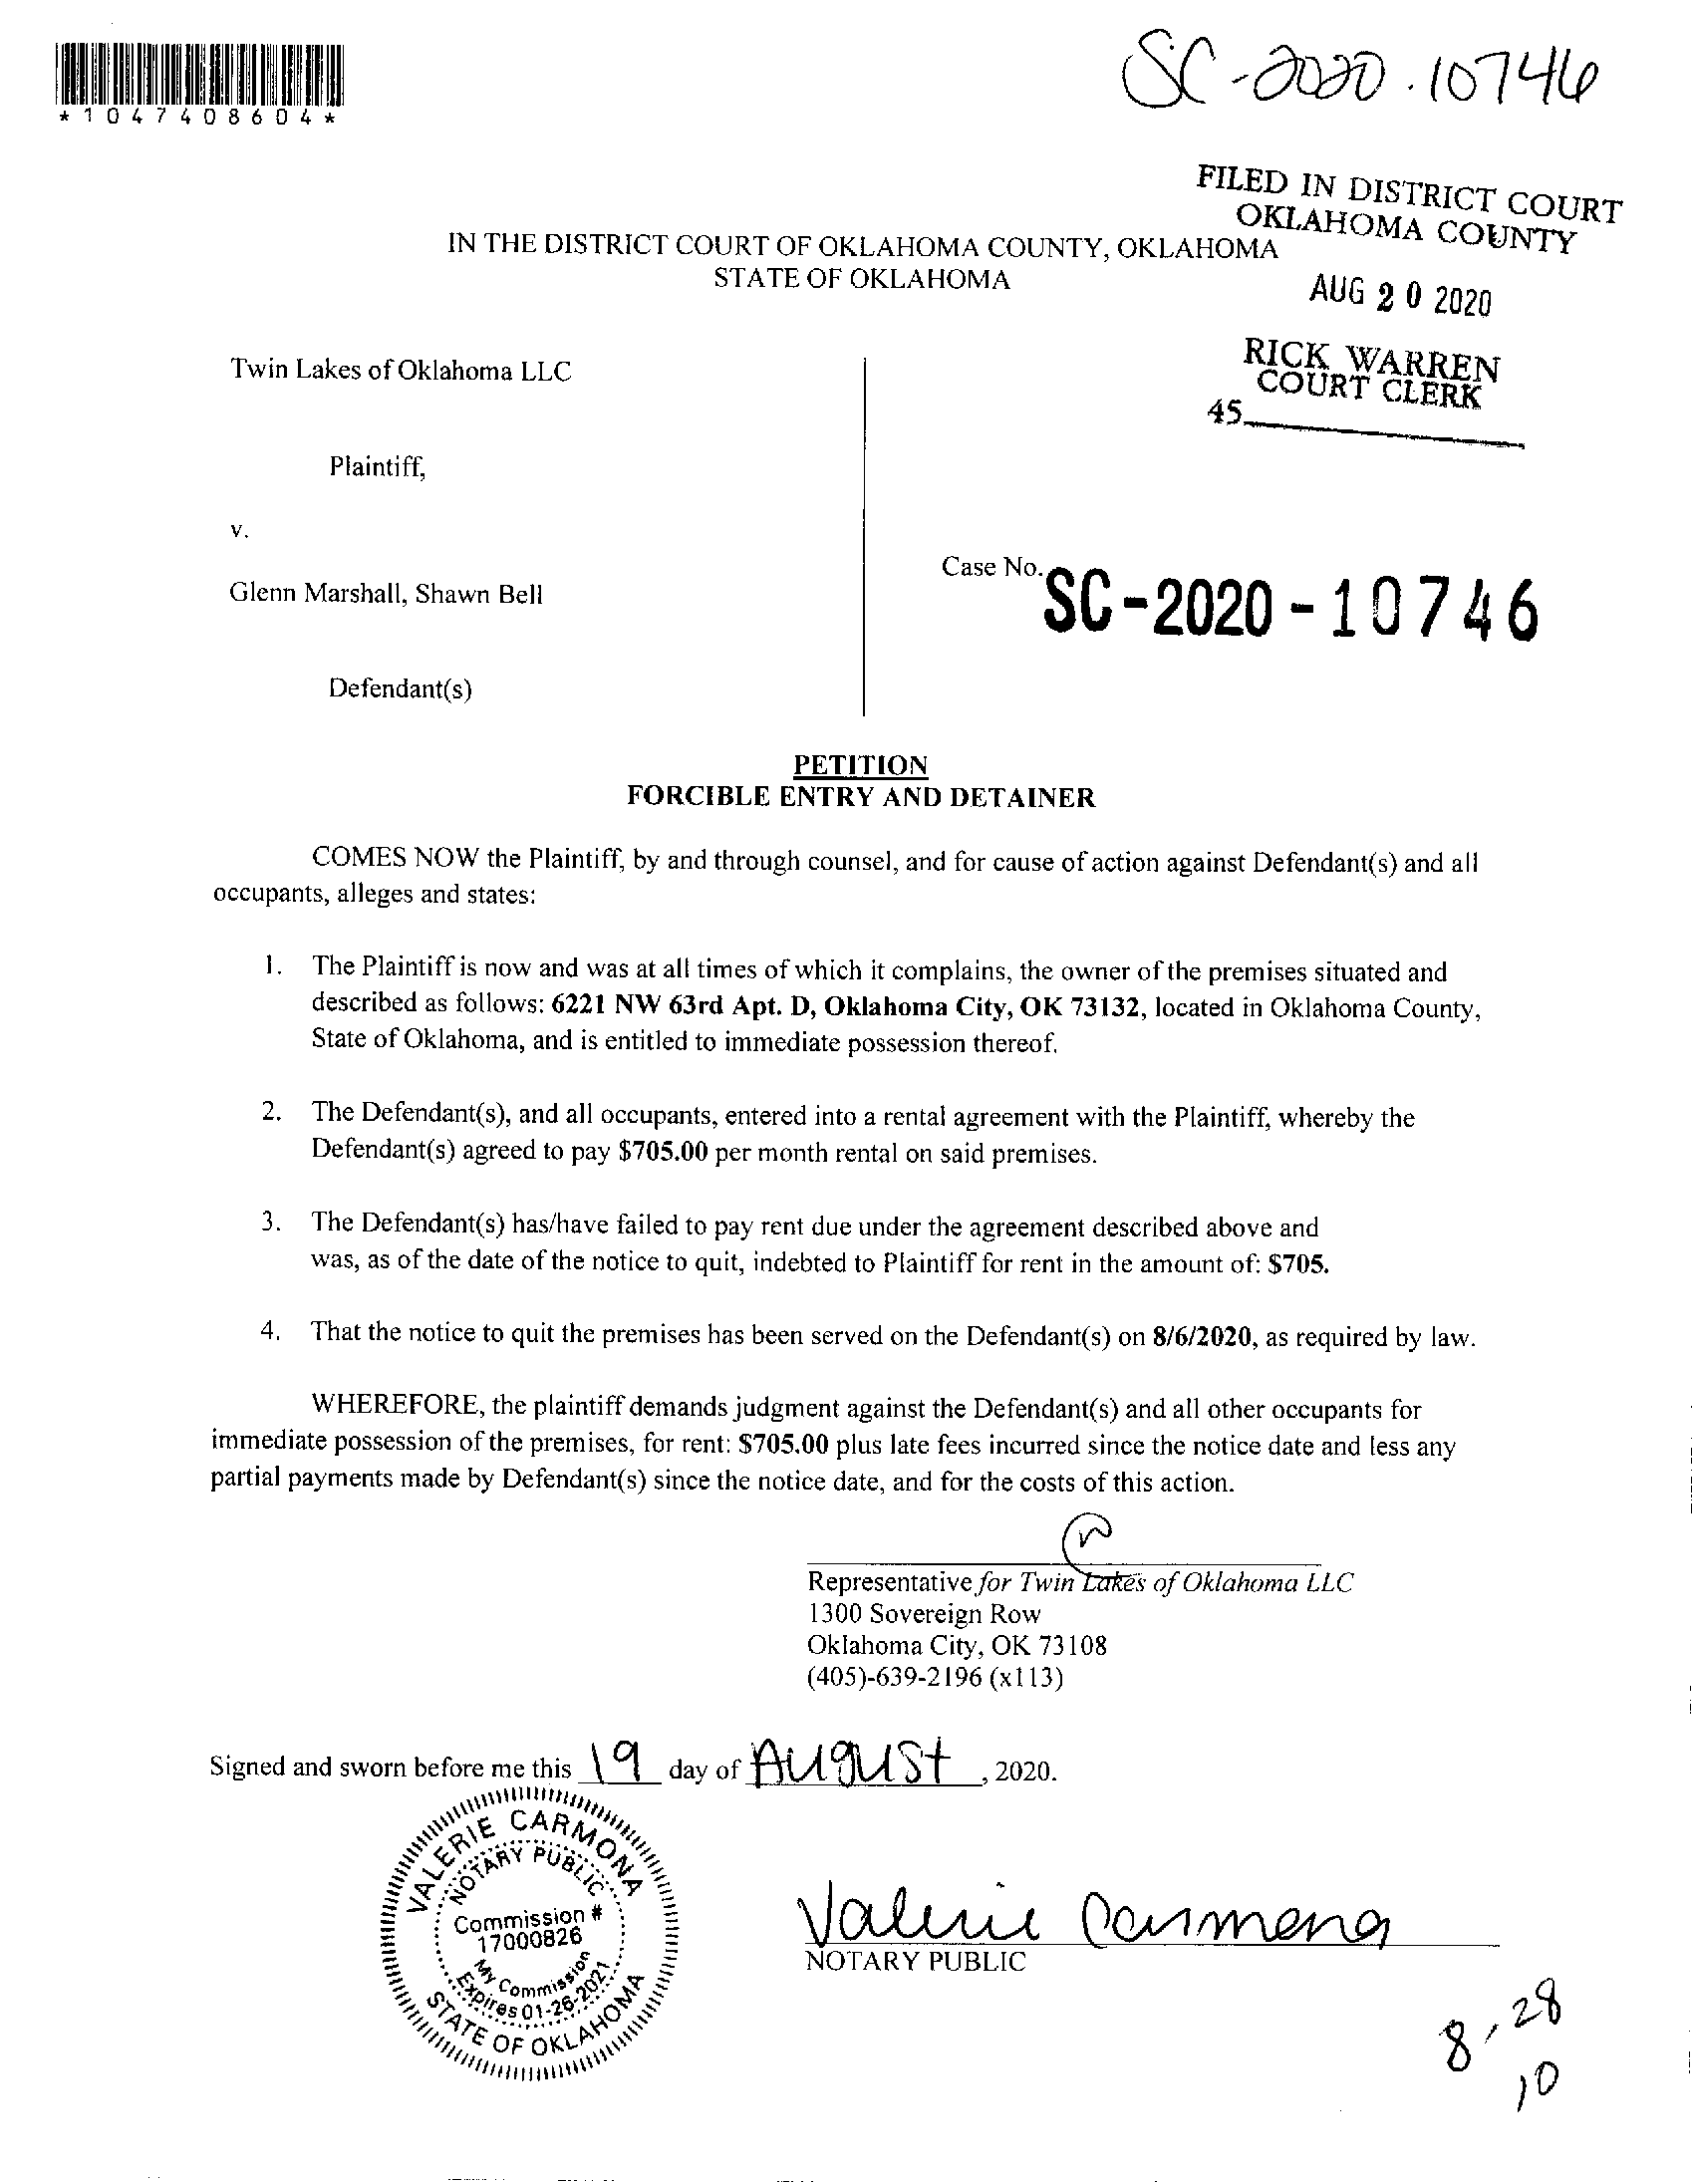 SC-2020-10746
*1047408604*
FILED IN DISTRICT COURT
OKLAHOMA COUNTY
IN THE DISTRICT COURT OF OKLAHOMA COUNTY, OKLAHOMA
STATE OF OKLAHOMA
AUG 20 2020
RICK WARREN
COURT CLERK
45
Twin Lakes of Oklahoma LLC
Plaintiff,
v.
Case No. SC-2020-10746
Glenn Marshall, Shawn Bell
Defendant(s)
PETITION
FORCIBLE ENTRY AND DETAINER
COMES NOW the Plaintiff, by and through counsel, and for cause of action against Defendant(s) and all
occupants, alleges and states:
1. The Plaintiff is now and was at all times of which it complains, the owner of the premises situated and
described as follows: 6221 NW 63rd Apt. D, Oklahoma City, OK 73132, located in Oklahoma County,
State of Oklahoma, and is entitled to immediate possession thereof.
2. The Defendant(s), and all occupants, entered into a rental agreement with the Plaintiff, whereby the
Defendant(s) agreed to pay $705.00 per month rental on said premises.
3. The Defendant(s) has/have failed to pay rent due under the agreement described above and
was, as of the date of the notice to quit, indebted to Plaintiff for rent in the amount of: $705.
4. That the notice to quit the premises has been served on the Defendant(s) on 8/6/2020, as required by law.
WHEREFORE, the plaintiff demands judgment against the Defendant(s) and all other occupants for
immediate possession of the premises, for rent: $705.00 plus late fees incurred since the notice date and less any
partial payments made by Defendant(s) since the notice date, and for the costs of this action.
Representative for Twin Lakes of Oklahoma LLC
1300 Sovereign Row
Oklahoma City, OK 73108
(405)-639-2196 (x113)
Signed and sworn before me this 19 day of August, 2020.
VALERIE CARMONA
NOTARY PUBLIC
Commission #
17000826
My Commission
Expires 01-26-2021
STATE OF OKLAHOMA
Valerie Carmona
NOTARY PUBLIC
8-28
10